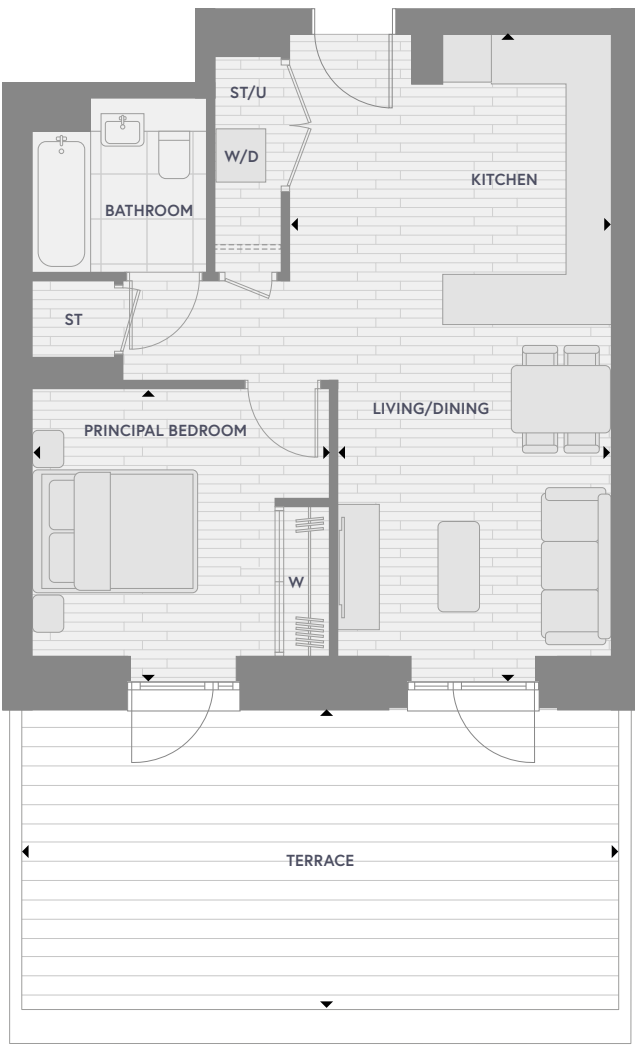 ST/U
W/D
KITCHEN
BATHROOM
ST
LIVING/DINING
PRINCIPAL BEDROOM
W
TERRACE